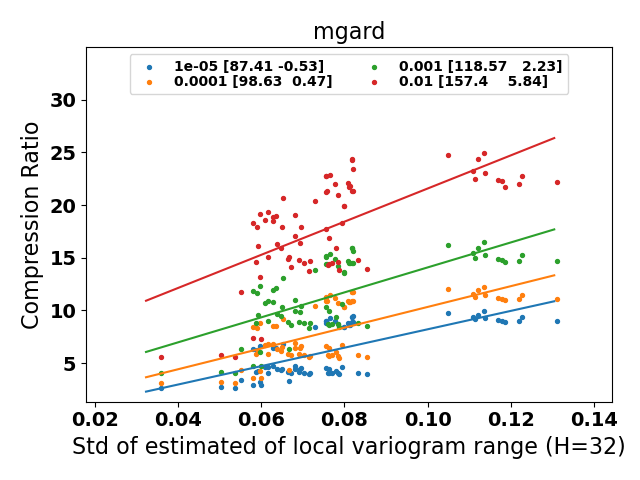 mgard
1e-05 [87.41 -0.53]
0.0001 [98.63 0.47]
0.001 [118.57 2.23]
0.01 [157.4 5.84]
Compression Ratio
30
25
20
15
10
5
0.02 0.04 0.06 0.08 0.10 0.12 0.14
Std of estimated of local variogram range (H=32)